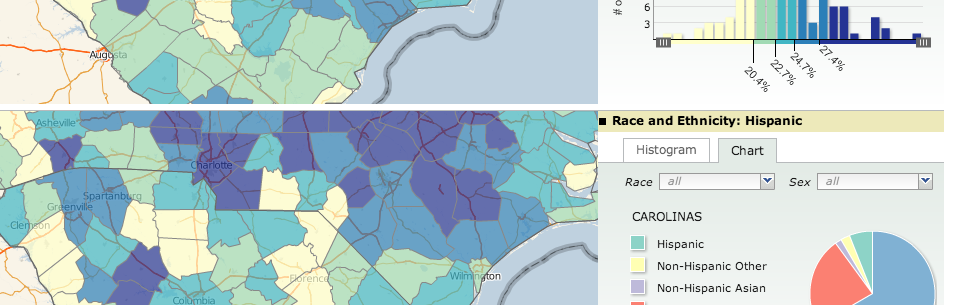 Augusta
# o
6
3
20.4%
22.7%
24.7%
27.4%
Asheville
Charlotte
Spartanburg
Greenville
Clemson
Florence
Wilmington
Columbia
Race and Ethnicity: Hispanic
Histogram
Chart
Race all
Sex all
CAROLINAS
Hispanic
Non-Hispanic Other
Non-Hispanic Asian